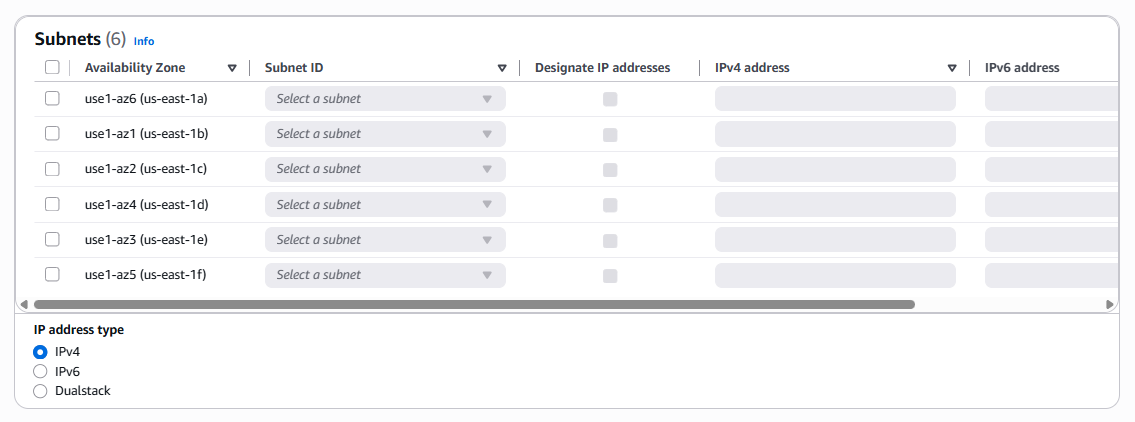 Subnets (6) Info
Availability Zone Subnet ID Designate IP addresses IPv4 address IPv6 address
use1-az6 (us-east-1a) Select a subnet
use1-az1 (us-east-1b) Select a subnet
use1-az2 (us-east-1c) Select a subnet
use1-az4 (us-east-1d) Select a subnet
use1-az3 (us-east-1e) Select a subnet
use1-az5 (us-east-1f) Select a subnet
IP address type
IPv4
IPv6
Dualstack